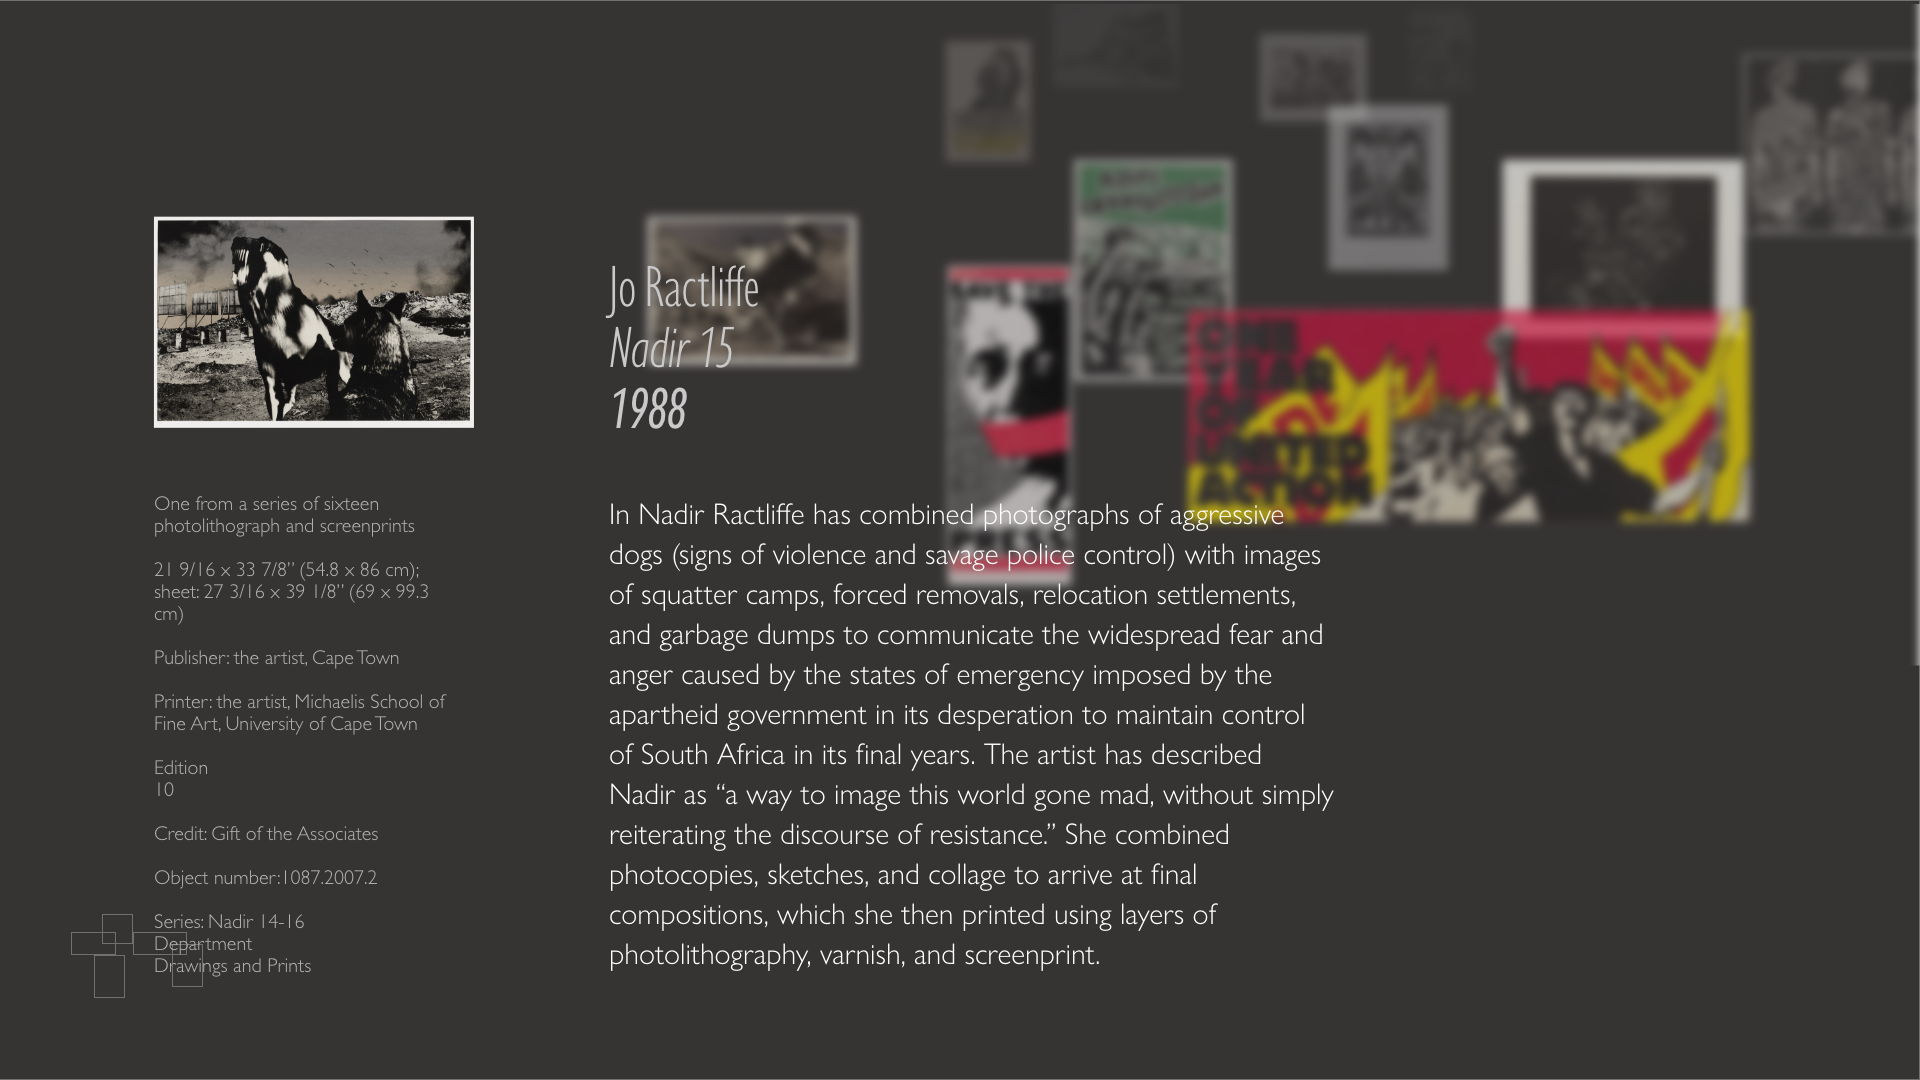 Jo Ractliffe
Nadir 15
1988
One from a series of sixteen
photolithograph and screenprints
21 9/16 x 33 7/8” (54.8 x 86 cm);
sheet: 27 3/16 x 39 1/8” (69 x 99.3
cm)
Publisher: the artist, Cape Town
Printer: the artist, Michaelis School of
Fine Art, University of Cape Town
Edition
10
Credit: Gift of the Associates
Object number:1087.2007.2
Series: Nadir 14-16
Department
Drawings and Prints
In Nadir Ractliffe has combined photographs of aggressive
dogs (signs of violence and savage police control) with images
of squatter camps, forced removals, relocation settlements,
and garbage dumps to communicate the widespread fear and
anger caused by the states of emergency imposed by the
apartheid government in its desperation to maintain control
of South Africa in its final years. The artist has described
Nadir as “a way to image this world gone mad, without simply
reiterating the discourse of resistance.” She combined
photocopies, sketches, and collage to arrive at final
compositions, which she then printed using layers of
photolithography, varnish, and screenprint.
ONE
YEAR
OF
UNITED
ACTION